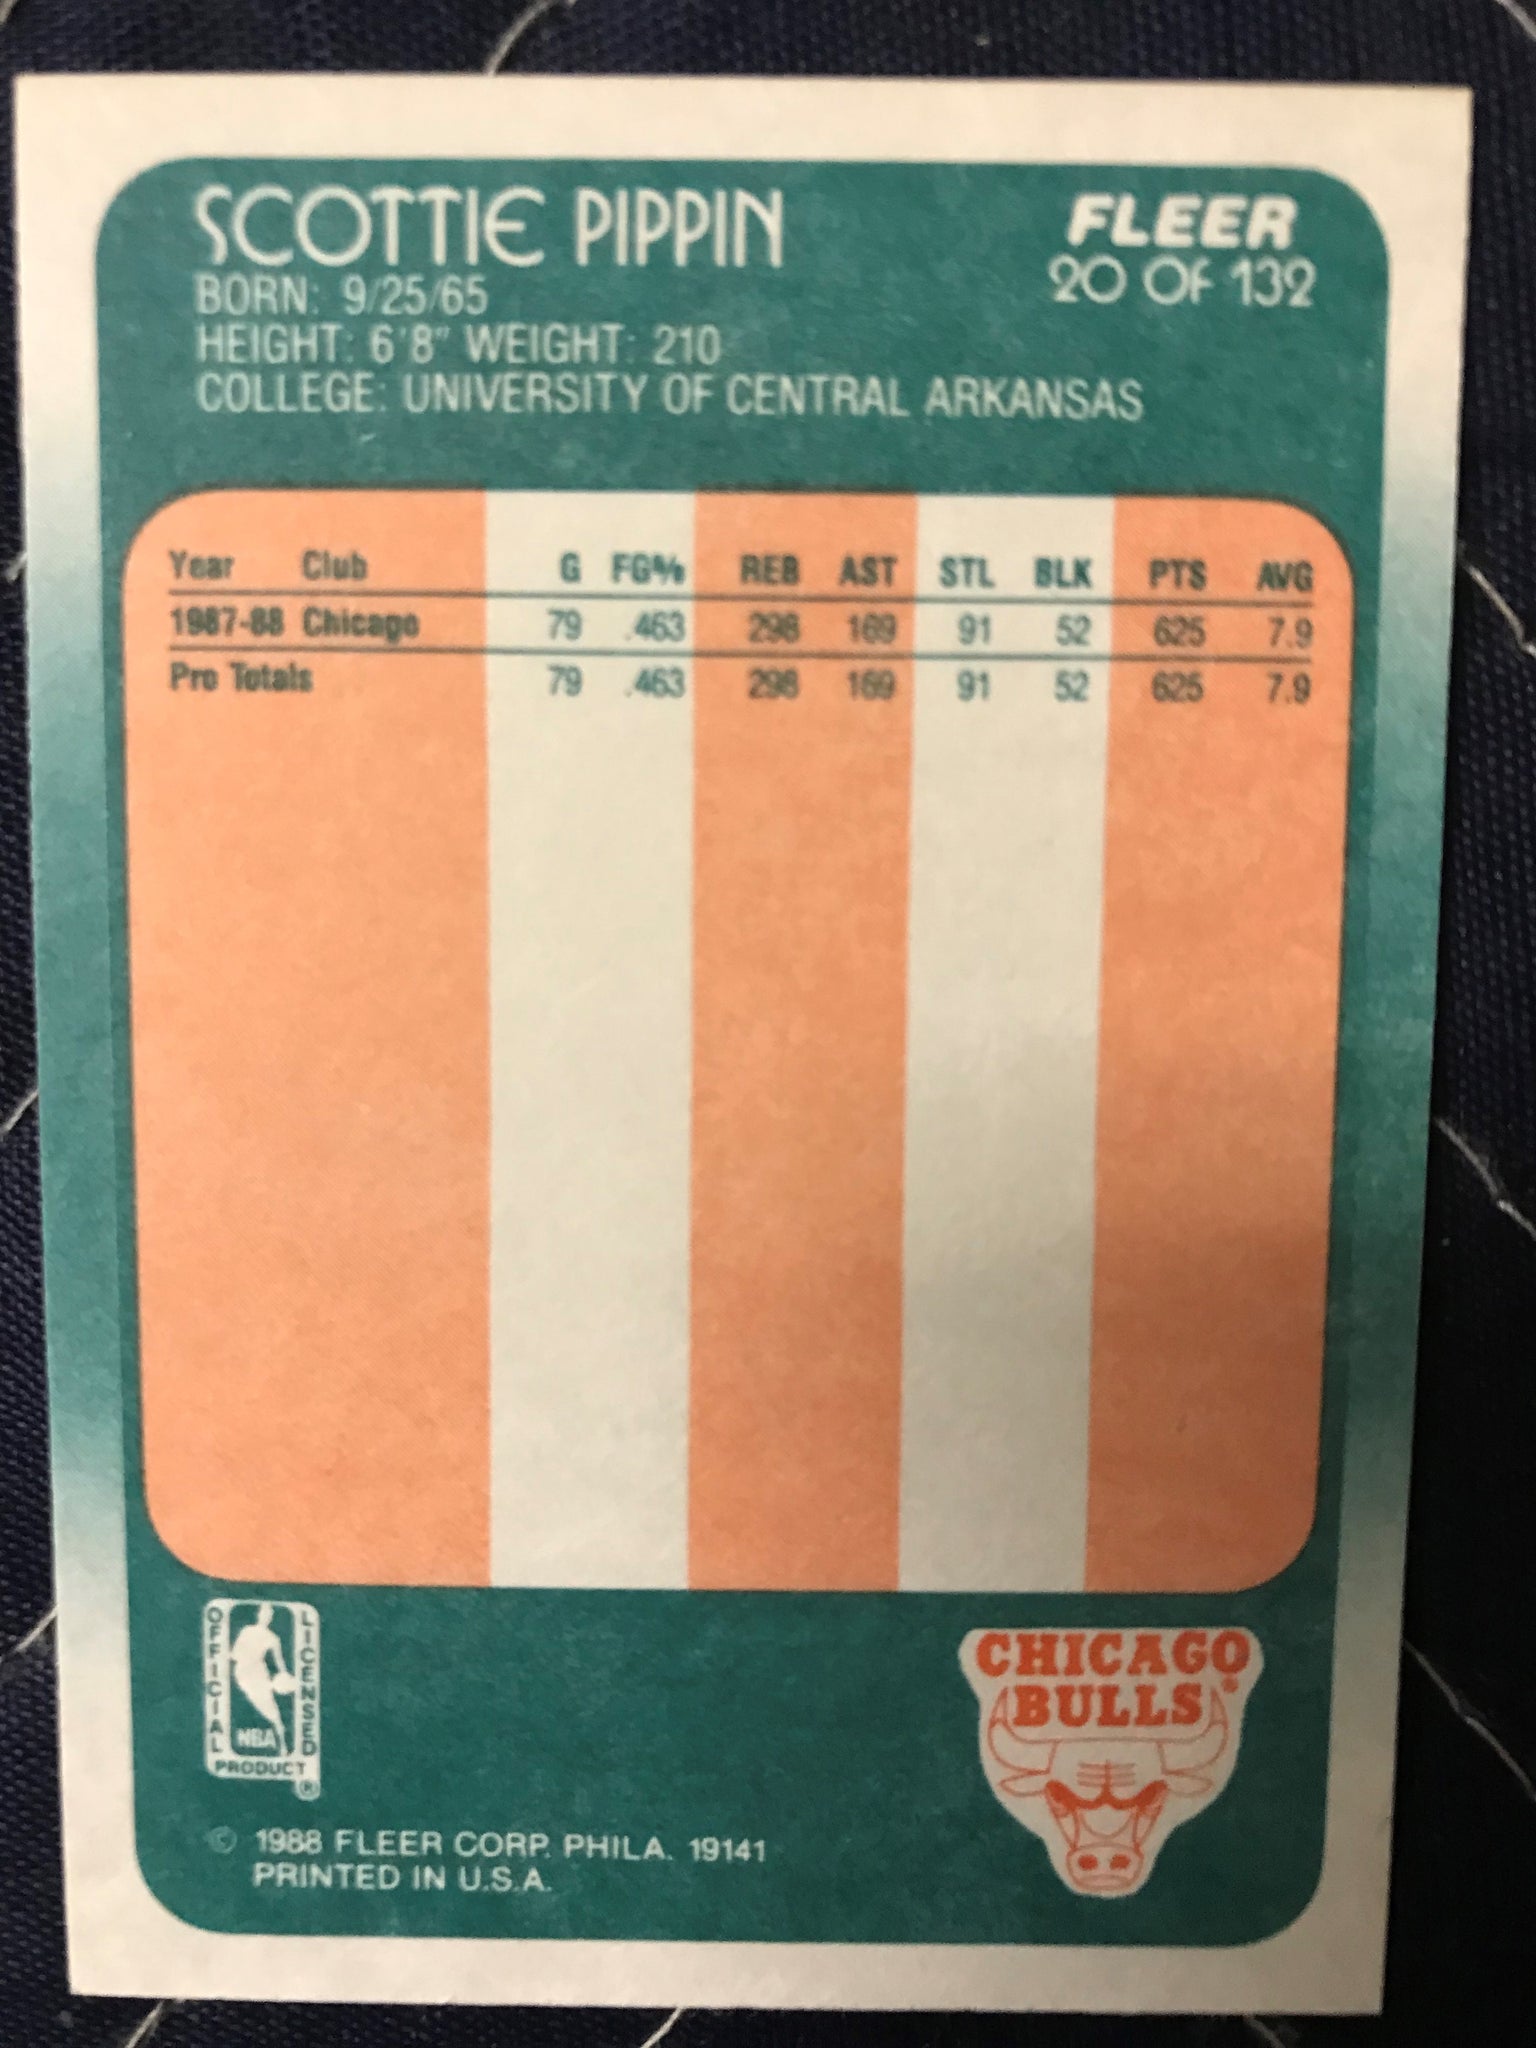 SCOTTIE PIPPIN
FLEER
20 OF 132
BORN: 9/25/65
HEIGHT: 6'8" WEIGHT: 210
COLLEGE: UNIVERSITY OF CENTRAL ARKANSAS
Year Club G FG% REB AST STL BLK PTS AVG
1987-88 Chicago 79 .463 298 169 91 52 625 7.9
Pro Totals 79 .463 298 169 91 52 625 7.9
OFFICIAL LICENSED
NBA
PRODUCT
®
CHICAGO
BULLS
© 1988 FLEER CORP. PHILA. 19141
PRINTED IN U.S.A.